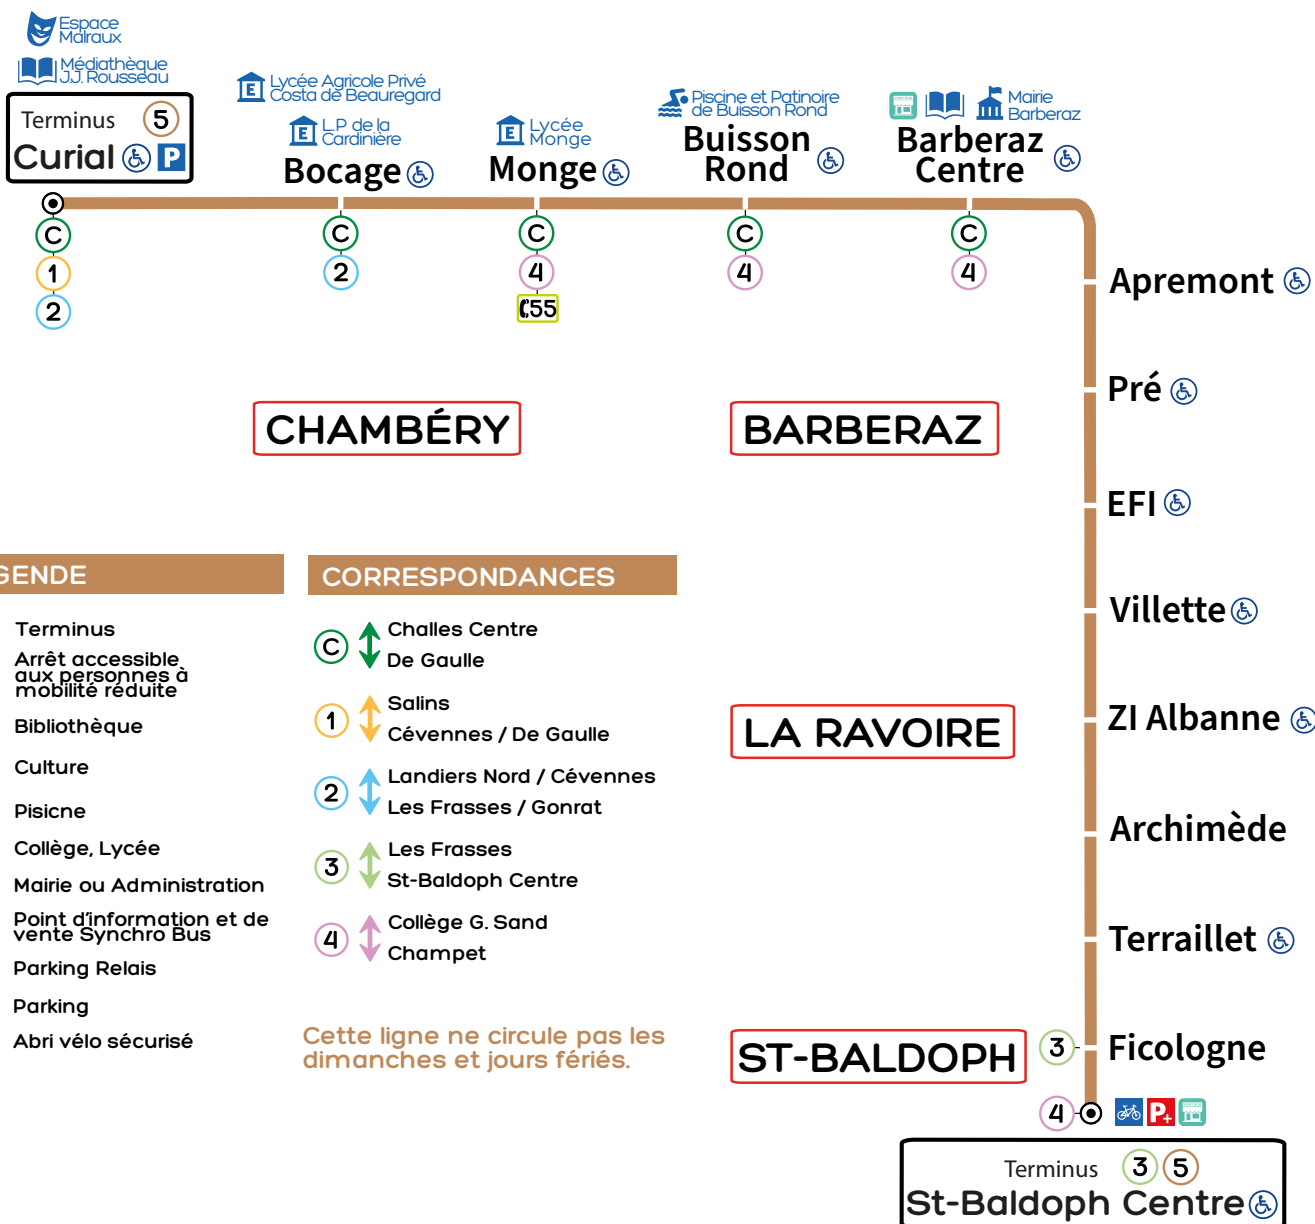 Espace
Malraux
Médiathèque
J.J. Rousseau
Terminus 5
Curial P
C
1
2
E Lycée Agricole Privé
Costa de Beauregard
E L.P de la
Cardinière
Bocage
C
2
E Lycée
Monge
Monge
C
4
55
Piscine et Patinoire
de Buisson Rond
Buisson
Rond
C
4
Mairie
Barberaz
Barberaz
Centre
C
4
Apremont
Pré
EFI
Villette
ZI Albanne
Archimède
Terraillet
3 Ficologne
4 P+
Terminus 3 5
St-Baldoph Centre
CHAMBÉRY
BARBERAZ
LA RAVOIRE
ST-BALDOPH
GENDE
Terminus
Arrêt accessible
aux personnes à
mobilité réduite
Bibliothèque
Culture
Pisicne
Collège, Lycée
Mairie ou Administration
Point d'information et de
vente Synchro Bus
Parking Relais
Parking
Abri vélo sécurisé
CORRESPONDANCES
C Challes Centre
De Gaulle
1 Salins
Cévennes / De Gaulle
2 Landiers Nord / Cévennes
Les Frasses / Gonrat
3 Les Frasses
St-Baldoph Centre
4 Collège G. Sand
Champet
Cette ligne ne circule pas les
dimanches et jours fériés.